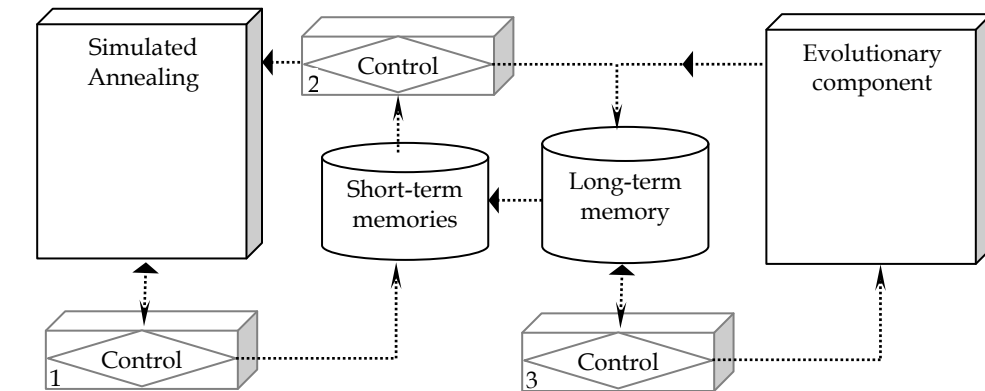 Simulated
Annealing
Control
2
Evolutionary
component
Short-term
memories
Long-term
memory
Control
1
Control
3